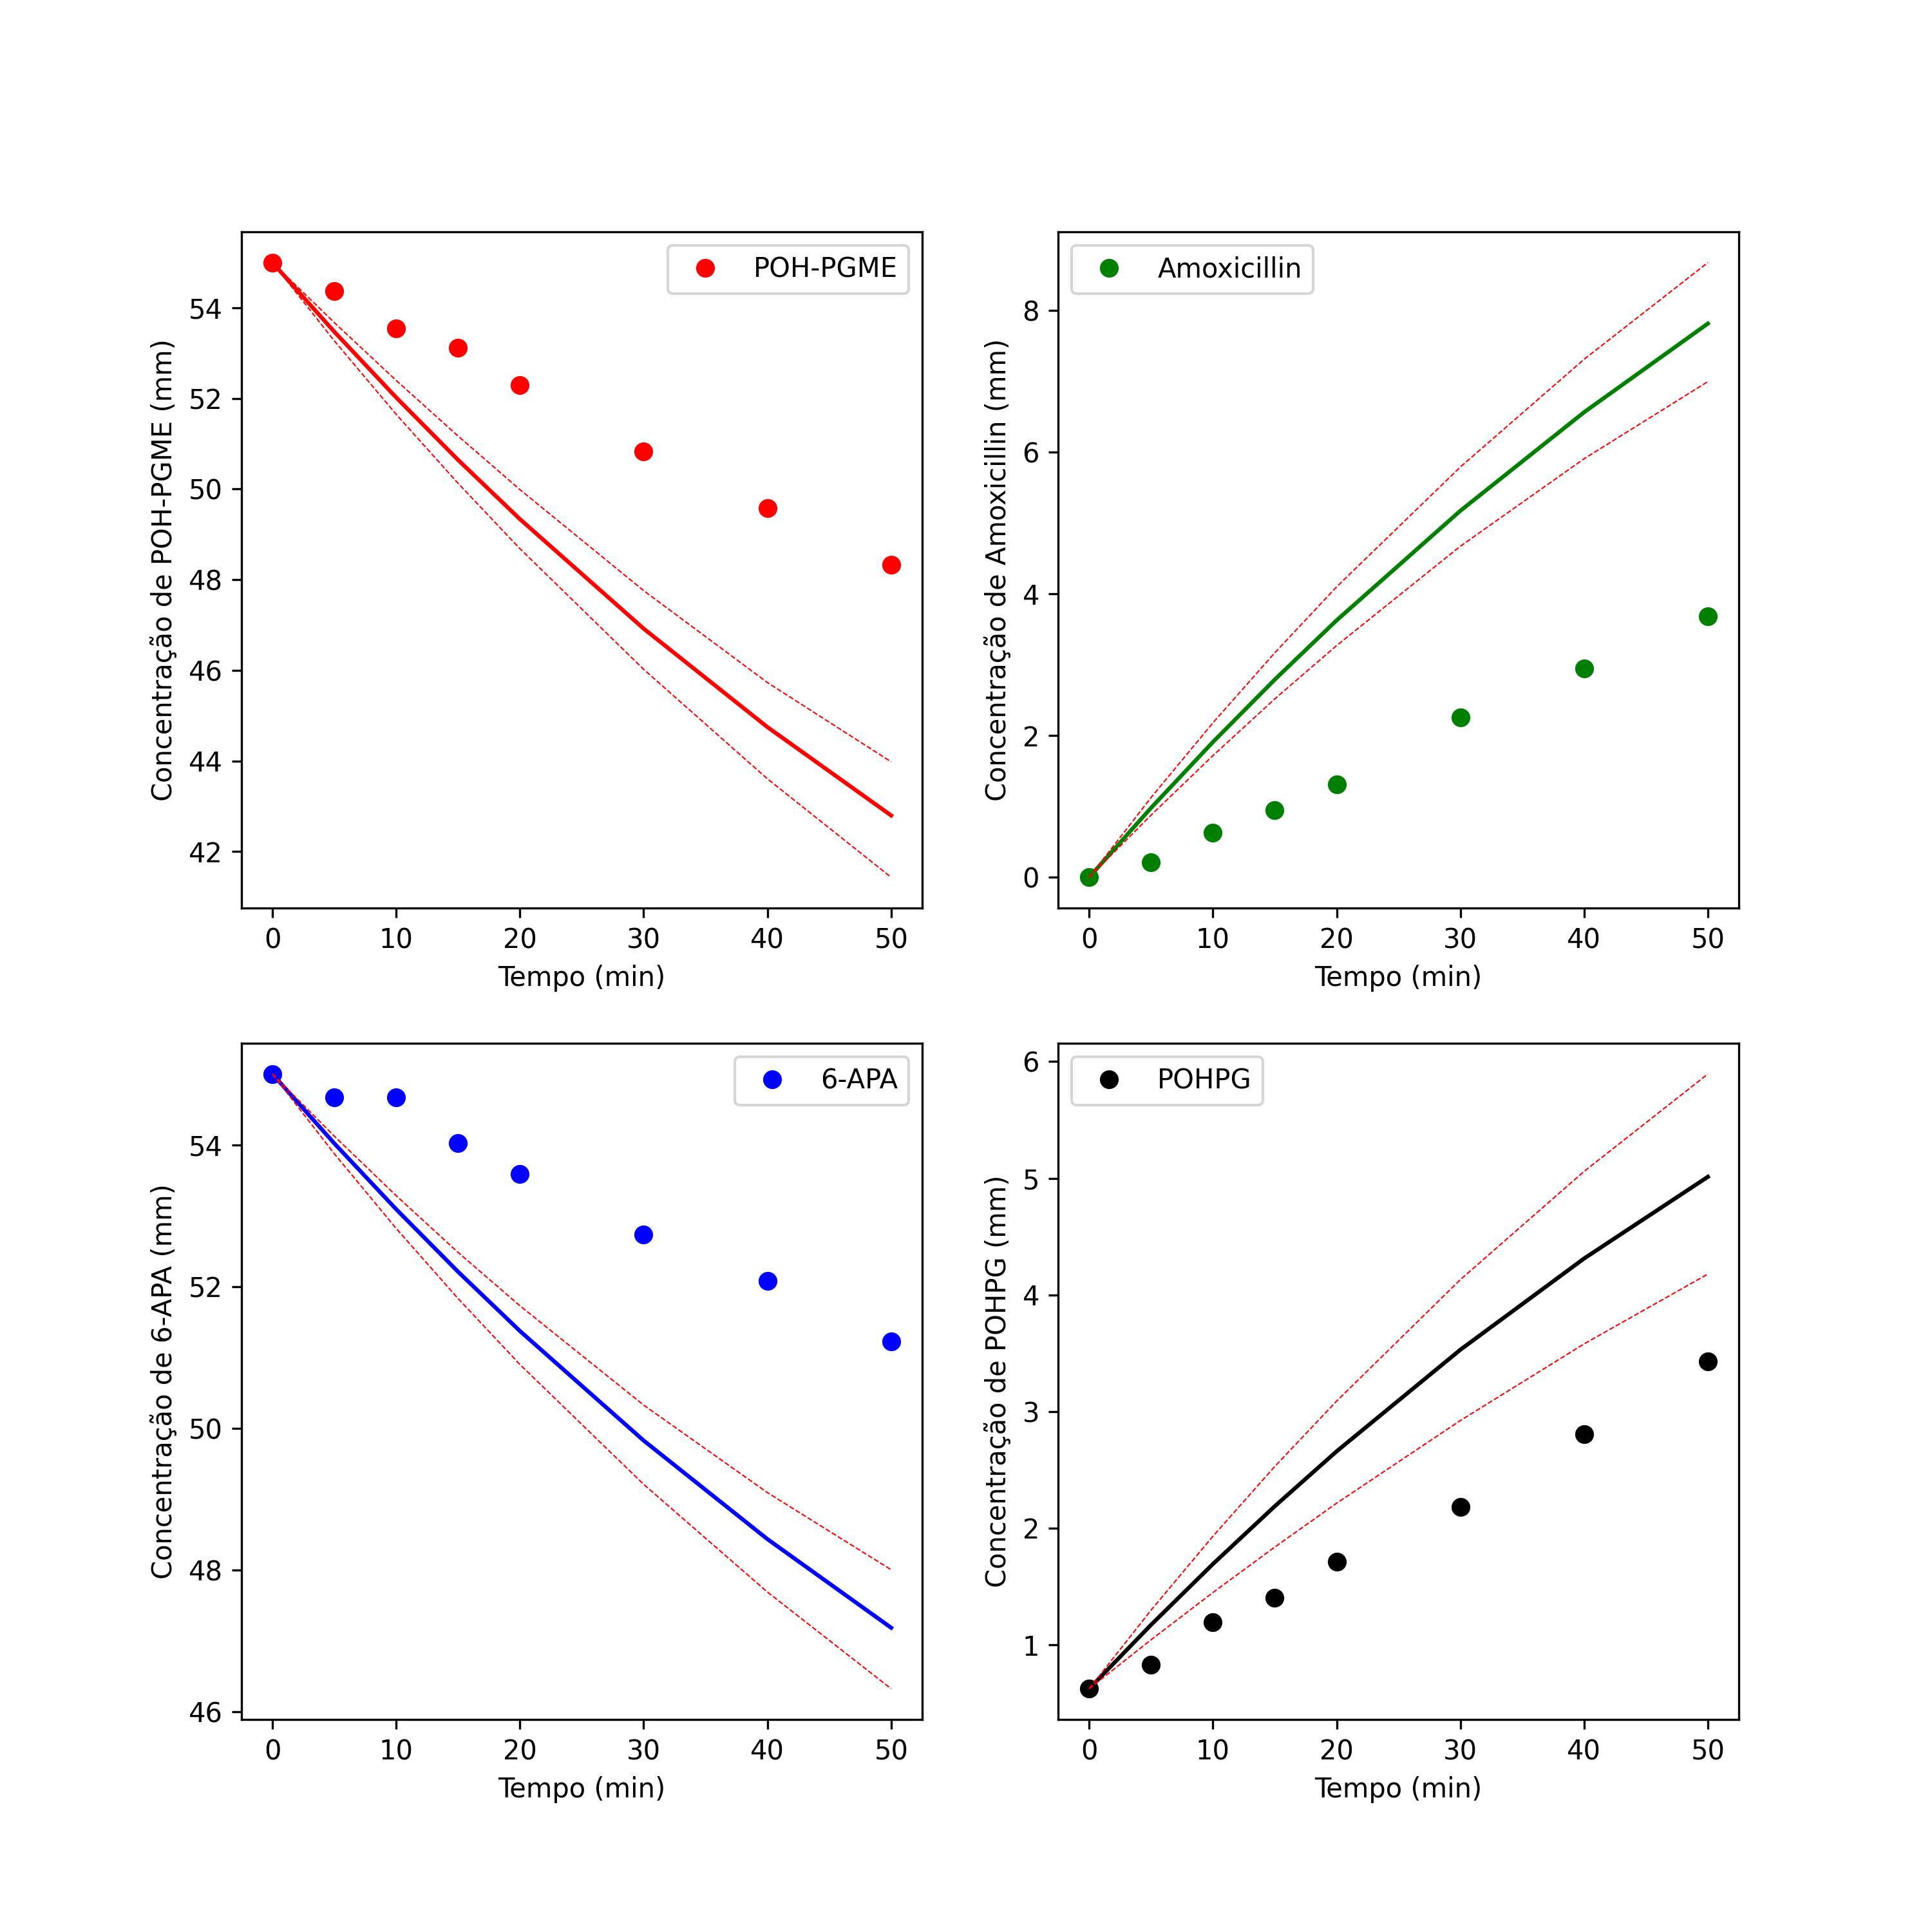 POH-PGME
54
52
50
48
46
44
42
Concentração de POH-PGME (mm)
0 10 20 30 40 50
Tempo (min)
Amoxicillin
8
6
4
2
0
Concentração de Amoxicillin (mm)
0 10 20 30 40 50
Tempo (min)
6-APA
54
52
50
48
46
Concentração de 6-APA (mm)
0 10 20 30 40 50
Tempo (min)
POHPG
6
5
4
3
2
1
Concentração de POHPG (mm)
0 10 20 30 40 50
Tempo (min)